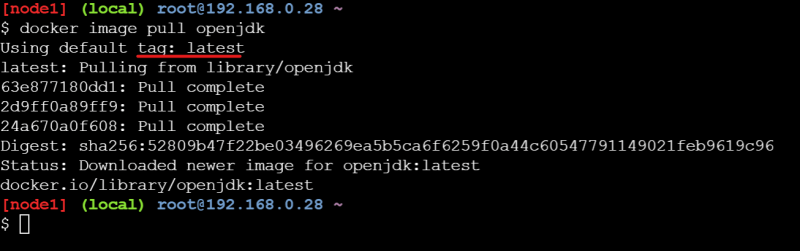 [node1] (local) root@192.168.0.28 ~
$ docker image pull openjdk
Using default tag: latest
latest: Pulling from library/openjdk
63e877180dd1: Pull complete
2d9ff0a89ff9: Pull complete
24a670a0f608: Pull complete
Digest: sha256:52809b47f22be03496269ea5b5ca6f6259f0a44c60547791149021feb9619c96
Status: Downloaded newer image for openjdk:latest
docker.io/library/openjdk:latest
[node1] (local) root@192.168.0.28 ~
$